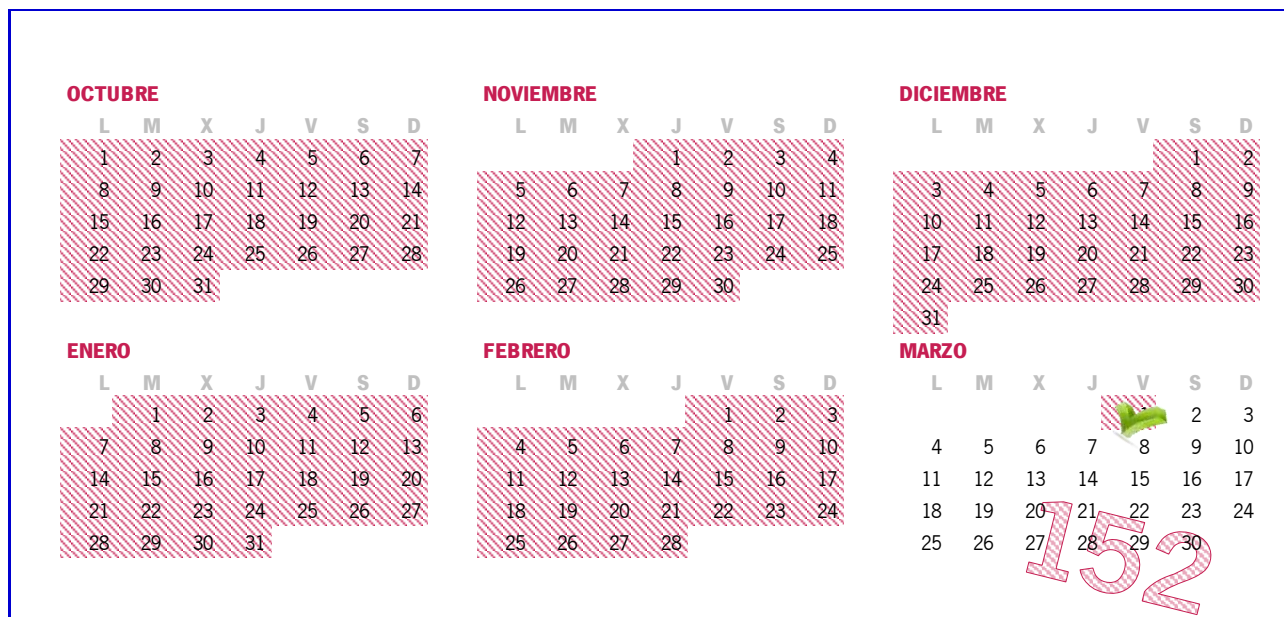 OCTUBRE NOVIEMBRE DICIEMBRE
L M X J V S D L M X J V S D L M X J V S D
1 2 3 4 5 6 7 1 2 3 4 1 2
8 9 10 11 12 13 14 5 6 7 8 9 10 11 3 4 5 6 7 8 9
15 16 17 18 19 20 21 12 13 14 15 16 17 18 10 11 12 13 14 15 16
22 23 24 25 26 27 28 19 20 21 22 23 24 25 17 18 19 20 21 22 23
29 30 31 26 27 28 29 30 24 25 26 27 28 29 30
31
ENERO FEBRERO MARZO
L M X J V S D L M X J V S D L M X J V S D
1 2 3 4 5 6 1 2 3 2 3
7 8 9 10 11 12 13 4 5 6 7 8 9 10 4 5 6 7 8 9 10
14 15 16 17 18 19 20 11 12 13 14 15 16 17 11 12 13 14 15 16 17
21 22 23 24 25 26 27 18 19 20 21 22 23 24 18 19 20 21 22 23 24
28 29 30 31 25 26 27 28 25 26 27 28 29 30
152